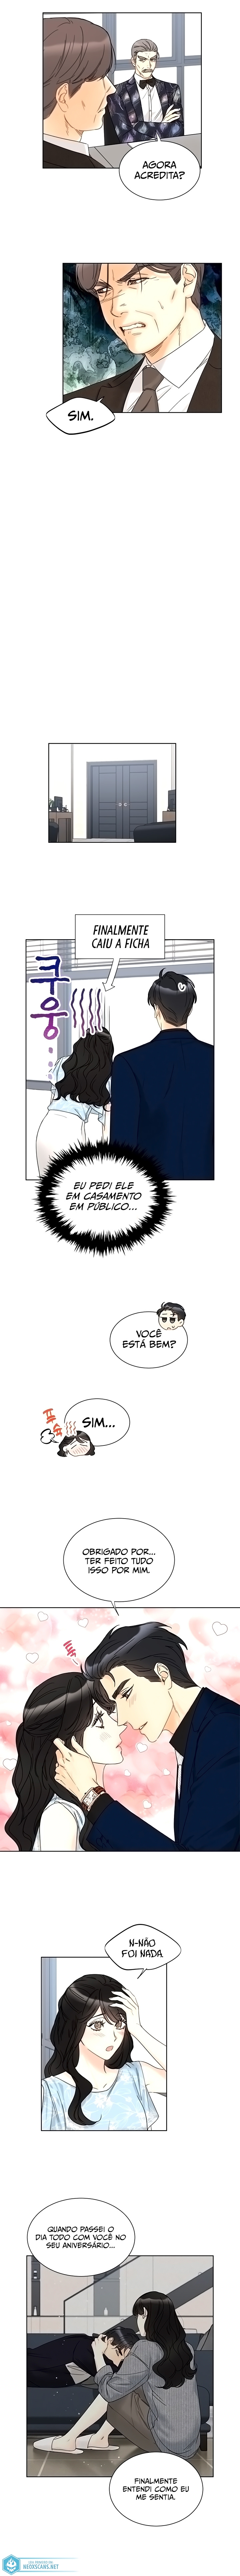 AGORA
ACREDITA?
SIM.
FINALMENTE
CAIU A FICHA
쿠
웅
EU PEDI ELE
EM CASAMENTO
EM PÚBLICO...
VOCÊ
ESTÁ BEM?
SIM...
OBRIGADO POR...
TER FEITO TUDO
ISSO POR MIM.
N-NÃO
FOI NADA.
QUANDO PASSEI O
DIA TODO COM VOCÊ NO
SEU ANIVERSÁRIO...
FINALMENTE
ENTENDI COMO EU
ME SENTIA.
NEOXSCANS.NET